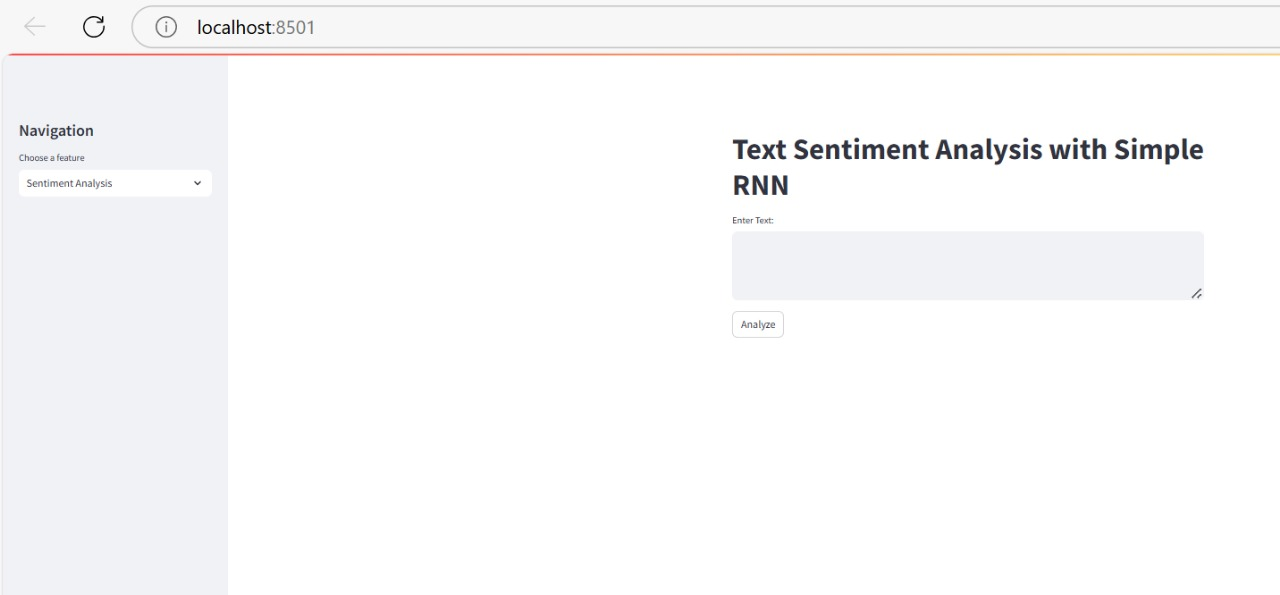 localhost:8501
Navigation
Choose a feature
Sentiment Analysis
Text Sentiment Analysis with Simple
RNN
Enter Text:
Analyze